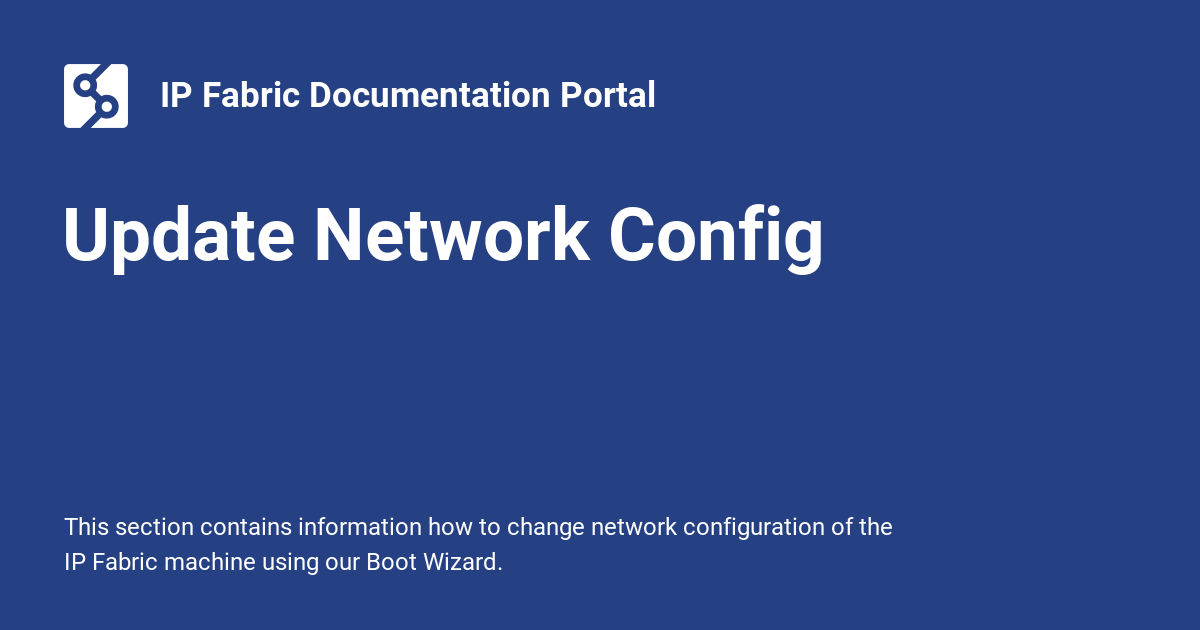 IP Fabric Documentation Portal
Update Network Config
This section contains information how to change network configuration of the
IP Fabric machine using our Boot Wizard.